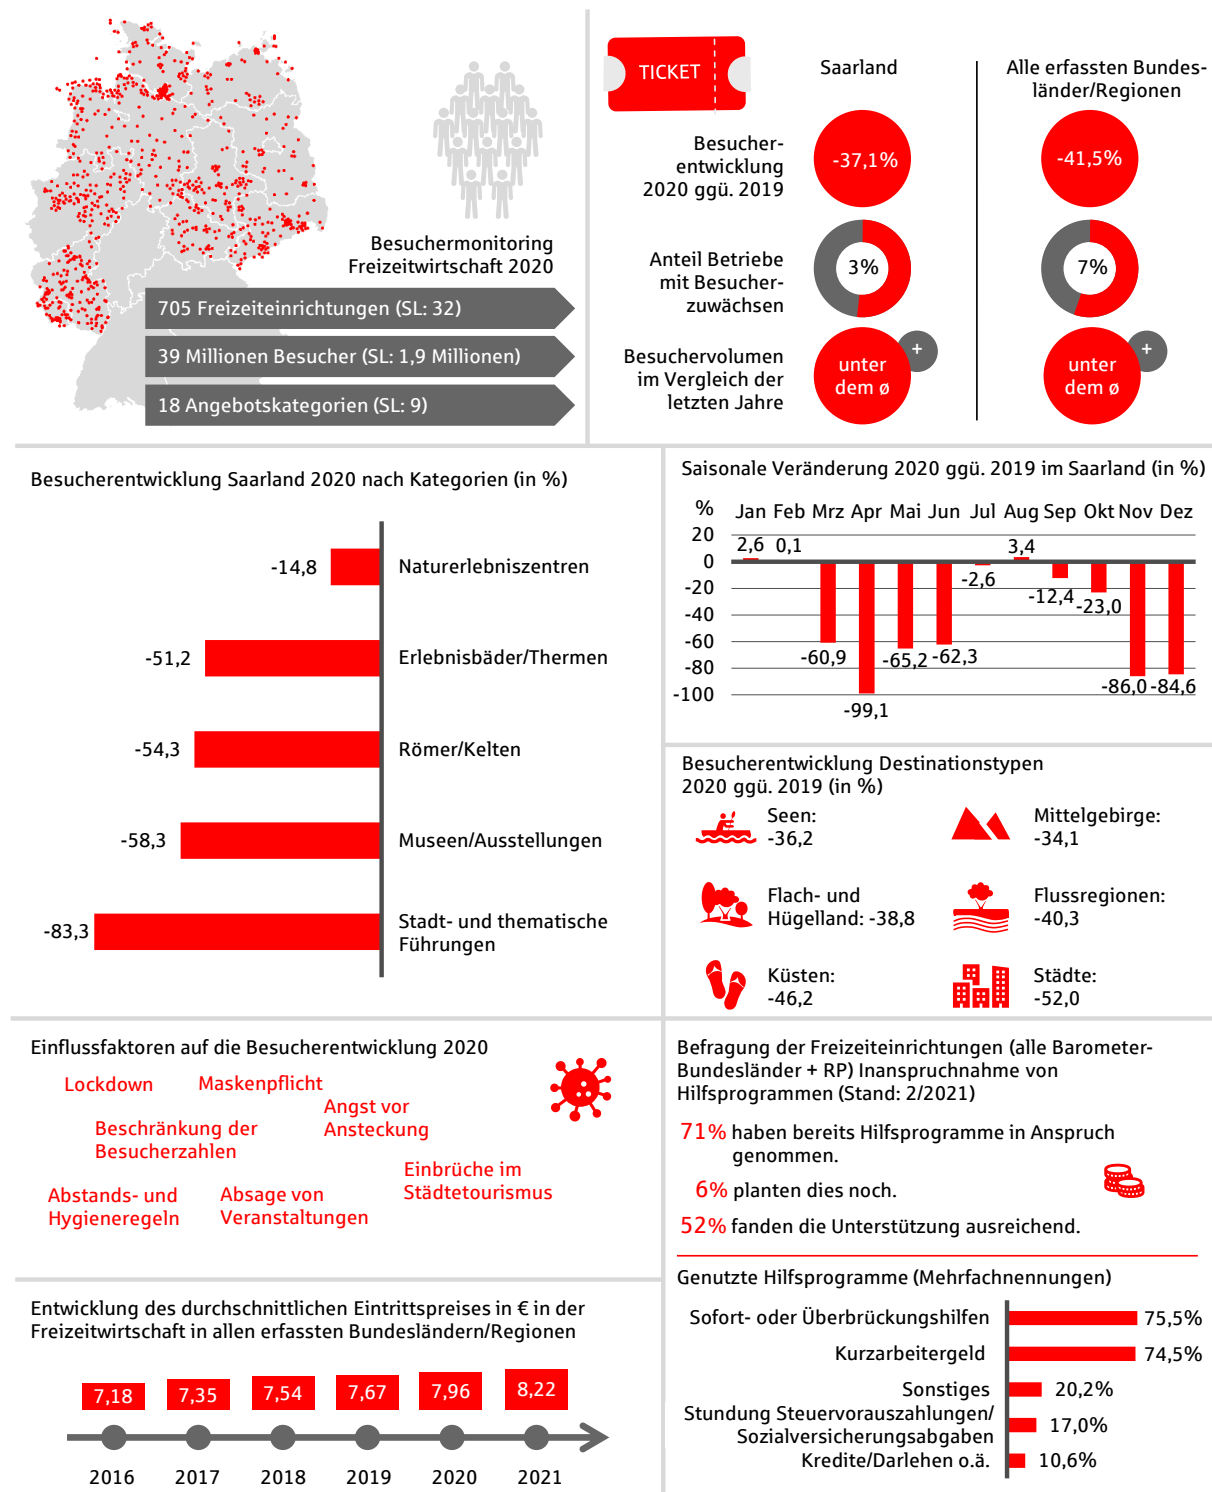 Besuchermonitoring
Freizeitwirtschaft 2020
705 Freizeiteinrichtungen (SL: 32)
39 Millionen Besucher (SL: 1,9 Millionen)
18 Angebotskategorien (SL: 9)
TICKET
Saarland
Alle erfassten Bundes-
länder/Regionen
Besucher-
entwicklung
2020 ggü. 2019
-37,1%
-41,5%
Anteil Betriebe
mit Besucher-
zuwächsen
3%
7%
Besuchervolumen
im Vergleich der
letzten Jahre
unter
dem ø
+
unter
dem ø
+
Besucherentwicklung Saarland 2020 nach Kategorien (in %)
-14,8 Naturerlebniszentren
-51,2 Erlebnisbäder/Thermen
-54,3 Römer/Kelten
-58,3 Museen/Ausstellungen
-83,3 Stadt- und thematische
Führungen
Saisonale Veränderung 2020 ggü. 2019 im Saarland (in %)
% Jan Feb Mrz Apr Mai Jun Jul Aug Sep Okt Nov Dez
20
0
-20
-40
-60
-80
-100
2,6 0,1 -60,9 -99,1 -65,2 -62,3 -2,6 3,4 -12,4 -23,0 -86,0 -84,6
Besucherentwicklung Destinationstypen
2020 ggü. 2019 (in %)
Seen:
-36,2
Mittelgebirge:
-34,1
Flach- und
Hügelland: -38,8
Flussregionen:
-40,3
Küsten:
-46,2
Städte:
-52,0
Einflussfaktoren auf die Besucherentwicklung 2020
Lockdown
Maskenpflicht
Angst vor
Ansteckung
Beschränkung der
Besucherzahlen
Einbrüche im
Städtetourismus
Abstands- und
Hygieneregeln
Absage von
Veranstaltungen
Befragung der Freizeiteinrichtungen (alle Barometer-
Bundesländer + RP) Inanspruchnahme von
Hilfsprogrammen (Stand: 2/2021)
71% haben bereits Hilfsprogramme in Anspruch
genommen.
6% planten dies noch.
52% fanden die Unterstützung ausreichend.
Genutzte Hilfsprogramme (Mehrfachnennungen)
Sofort- oder Überbrückungshilfen 75,5%
Kurzarbeitergeld 74,5%
Sonstiges 20,2%
Stundung Steuervorauszahlungen/
Sozialversicherungsabgaben 17,0%
Kredite/Darlehen o.ä. 10,6%
Entwicklung des durchschnittlichen Eintrittspreises in € in der
Freizeitwirtschaft in allen erfassten Bundesländern/Regionen
7,18 7,35 7,54 7,67 7,96 8,22
2016 2017 2018 2019 2020 2021